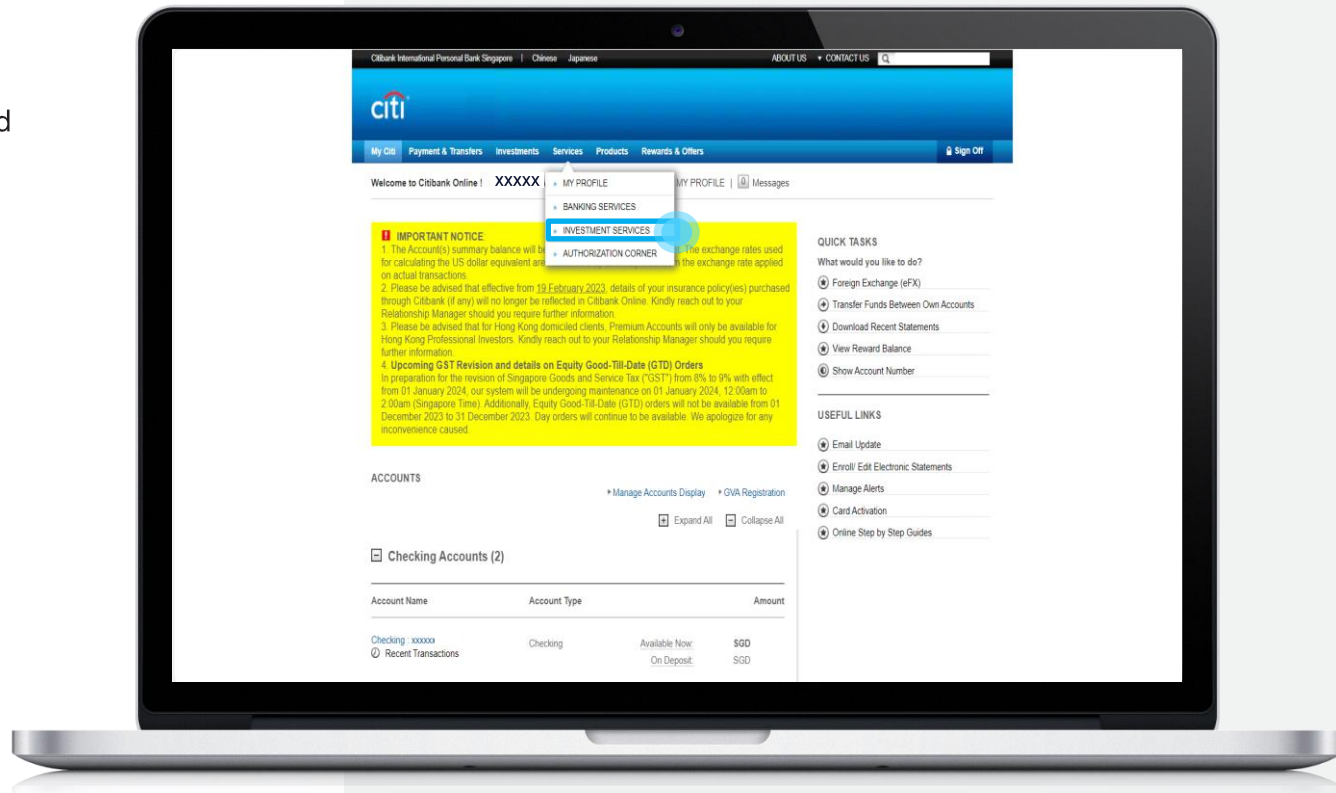 d
Citibank International Personal Bank Singapore | Chinese Japanese ABOUT US ▾ CONTACT US
citi
My Citi Payment & Transfers Investments Services Products Rewards & Offers Sign Off
Welcome to Citibank Online ! XXXXX MY PROFILE | Messages
MY PROFILE
BANKING SERVICES
INVESTMENT SERVICES
AUTHORIZATION CORNER
IMPORTANT NOTICE
1. The Account(s) summary balance will b t. The exchange rates used
for calculating the US dollar equivalent are m the exchange rate applied
on actual transactions.
2. Please be advised that effective from 19 February 2023, details of your insurance policy(ies) purchased
through Citibank (if any) will no longer be reflected in Citibank Online. Kindly reach out to your
Relationship Manager should you require further information.
3. Please be advised that for Hong Kong domiciled clients, Premium Accounts will only be available for
Hong Kong Professional Investors. Kindly reach out to your Relationship Manager should you require
further information.
4. Upcoming GST Revision and details on Equity Good-Till-Date (GTD) Orders
In preparation for the revision of Singapore Goods and Service Tax ("GST") from 8% to 9% with effect
from 01 January 2024, our system will be undergoing maintenance on 01 January 2024, 12:00am to
2:00am (Singapore Time). Additionally, Equity Good-Till-Date (GTD) orders will not be available from 01
December 2023 to 31 December 2023. Day orders will continue to be available. We apologize for any
inconvenience caused.
QUICK TASKS
What would you like to do?
Foreign Exchange (eFX)
Transfer Funds Between Own Accounts
Download Recent Statements
View Reward Balance
Show Account Number
USEFUL LINKS
Email Update
Enroll/ Edit Electronic Statements
Manage Alerts
Card Activation
Online Step by Step Guides
ACCOUNTS
Manage Accounts Display GVA Registration
Expand All Collapse All
Checking Accounts (2)
Account Name Account Type Amount
Checking : xxxxxx Checking Available Now: SGD
Recent Transactions On Deposit: SGD